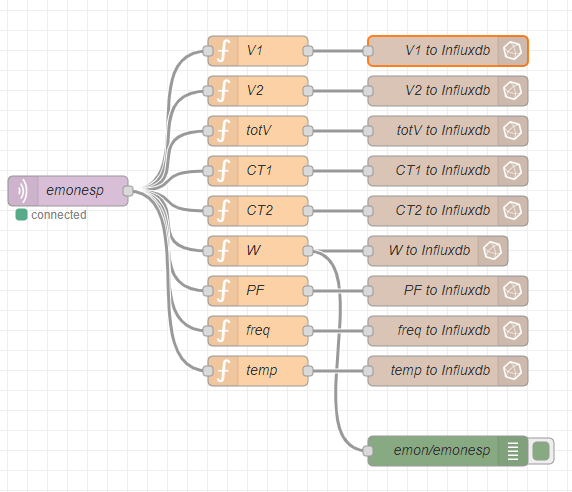 V1 V1 to Influxdb
V2 V2 to Influxdb
totV totV to Influxdb
CT1 CT1 to Influxdb
emonesp
connected
CT2 CT2 to Influxdb
W W to Influxdb
PF PF to Influxdb
freq freq to Influxdb
temp temp to Influxdb
emon/emonesp